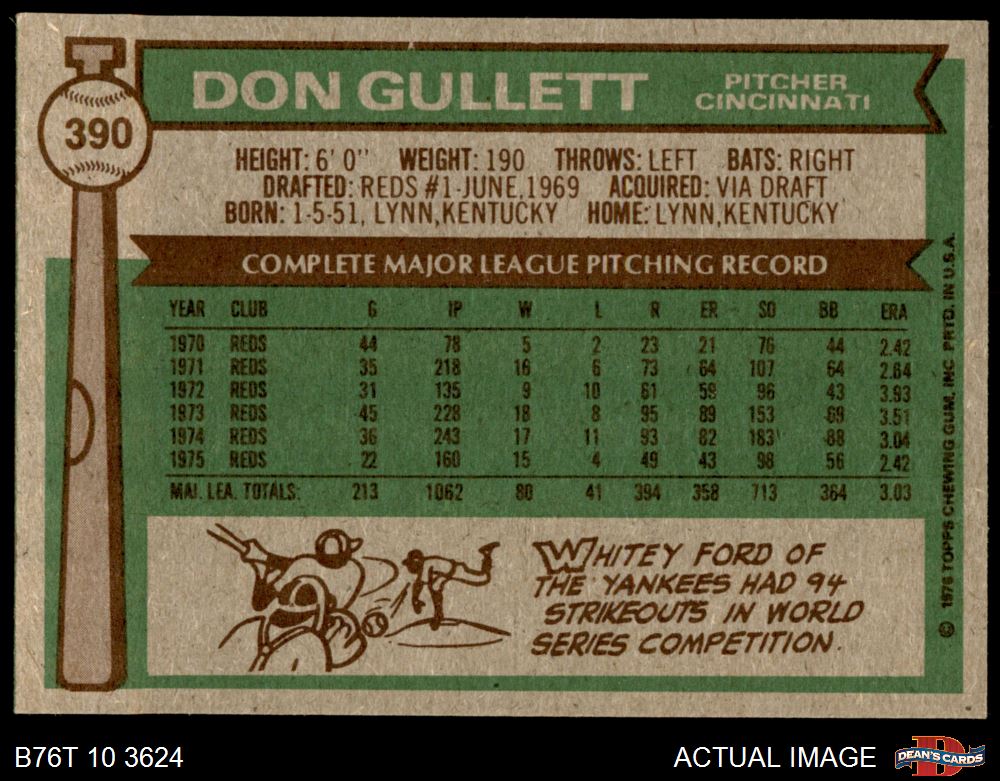 390
DON GULLETT
PITCHER
CINCINNATI
HEIGHT: 6' 0" WEIGHT: 190 THROWS: LEFT BATS: RIGHT
DRAFTED: REDS #1-JUNE, 1969 ACQUIRED: VIA DRAFT
BORN: 1-5-51, LYNN, KENTUCKY HOME: LYNN, KENTUCKY
COMPLETE MAJOR LEAGUE PITCHING RECORD
YEAR CLUB G IP W L R ER SO BB ERA
1970 REDS 44 78 5 2 23 21 76 44 2.42
1971 REDS 35 218 16 6 73 64 107 64 2.64
1972 REDS 31 135 9 10 61 59 96 43 3.93
1973 REDS 45 228 18 8 95 89 153 69 3.51
1974 REDS 36 243 17 11 93 82 183 88 3.04
1975 REDS 22 160 15 4 49 43 98 56 2.42
MAJ. LEA. TOTALS: 213 1062 80 41 394 358 713 364 3.03
WHITEY FORD OF
THE YANKEES HAD 94
STRIKEOUTS IN WORLD
SERIES COMPETITION.
© 1976 TOPPS CHEWING GUM, INC. PRTD. IN U.S.A.
B76T 10 3624
ACTUAL IMAGE
D
DEAN'S CARDS